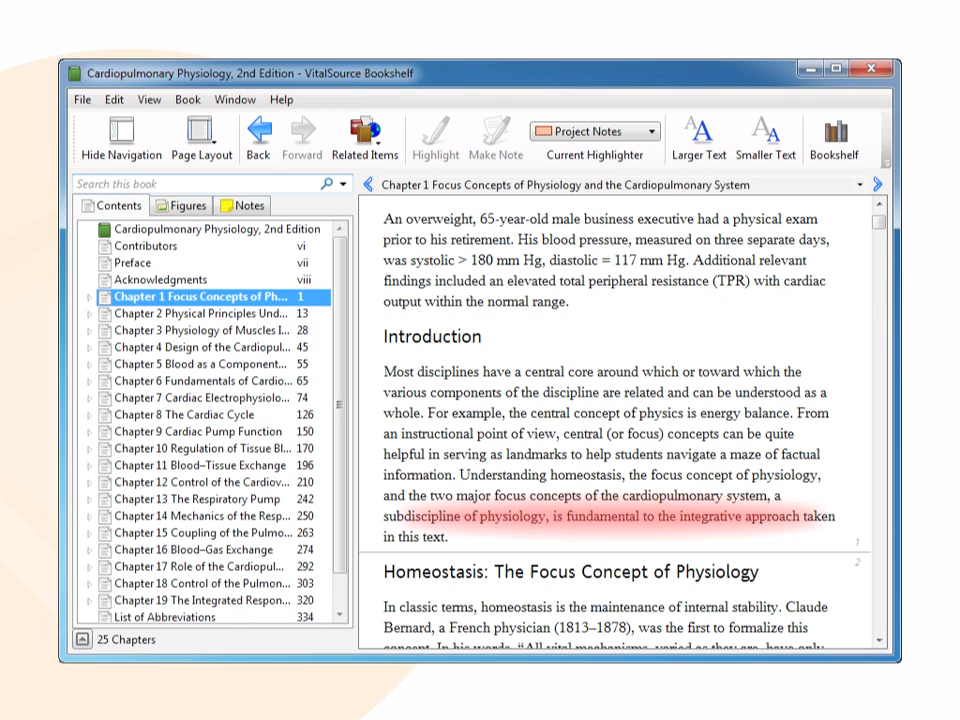 Cardiopulmonary Physiology, 2nd Edition - VitalSource Bookshelf
File Edit View Book Window Help
Hide Navigation Page Layout Back Forward Related Items Highlight Make Note Project Notes Current Highlighter Larger Text Smaller Text Bookshelf
Search this book
Contents Figures Notes
Cardiopulmonary Physiology, 2nd Edition
Contributors vi
Preface vii
Acknowledgments viii
Chapter 1 Focus Concepts of Ph... 1
Chapter 2 Physical Principles Und... 13
Chapter 3 Physiology of Muscles I... 28
Chapter 4 Design of the Cardiopul... 45
Chapter 5 Blood as a Component... 55
Chapter 6 Fundamentals of Cardio... 65
Chapter 7 Cardiac Electrophysiolo... 74
Chapter 8 The Cardiac Cycle 126
Chapter 9 Cardiac Pump Function 150
Chapter 10 Regulation of Tissue Bl... 170
Chapter 11 Blood–Tissue Exchange 196
Chapter 12 Control of the Cardiov... 210
Chapter 13 The Respiratory Pump 242
Chapter 14 Mechanics of the Resp... 250
Chapter 15 Coupling of the Pulmo... 263
Chapter 16 Blood–Gas Exchange 274
Chapter 17 Role of the Cardiopul... 292
Chapter 18 Control of the Pulmon... 303
Chapter 19 The Integrated Respon... 320
List of Abbreviations 334
25 Chapters
Chapter 1 Focus Concepts of Physiology and the Cardiopulmonary System
An overweight, 65-year-old male business executive had a physical exam
prior to his retirement. His blood pressure, measured on three separate days,
was systolic > 180 mm Hg, diastolic = 117 mm Hg. Additional relevant
findings included an elevated total peripheral resistance (TPR) with cardiac
output within the normal range.
Introduction
Most disciplines have a central core around which or toward which the
various components of the discipline are related and can be understood as a
whole. For example, the central concept of physics is energy balance. From
an instructional point of view, central (or focus) concepts can be quite
helpful in serving as landmarks to help students navigate a maze of factual
information. Understanding homeostasis, the focus concept of physiology,
and the two major focus concepts of the cardiopulmonary system, a
subdiscipline of physiology, is fundamental to the integrative approach taken
in this text.
1
2
Homeostasis: The Focus Concept of Physiology
In classic terms, homeostasis is the maintenance of internal stability. Claude
Bernard, a French physician (1813–1878), was the first to formalize this
concept. In his words, “All vital mechanisms, varied as they are, have only